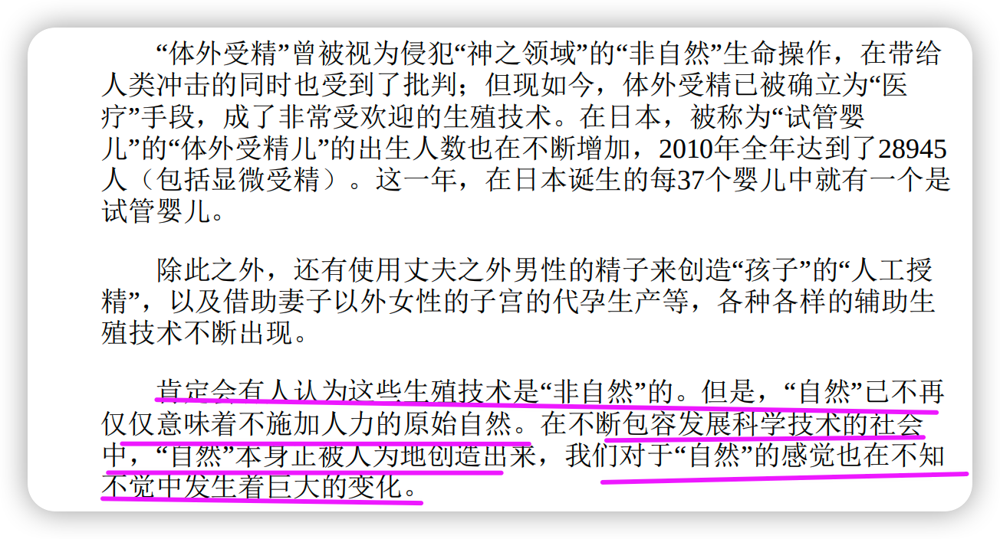 “体外受精”曾被视为侵犯“神之领域”的“非自然”生命操作，在带给
人类冲击的同时也受到了批判；但现如今，体外受精已被确立为“医
疗”手段，成了非常受欢迎的生殖技术。在日本，被称为“试管婴
儿”的“体外受精儿”的出生人数也在不断增加，2010年全年达到了28945
人（包括显微受精）。这一年，在日本诞生的每37个婴儿中就有一个是
试管婴儿。
除此之外，还有使用丈夫之外男性的精子来创造“孩子”的“人工授
精”，以及借助妻子以外女性的子宫的代孕生产等，各种各样的辅助生
殖技术不断出现。
肯定会有人认为这些生殖技术是“非自然”的。但是，“自然”已不再
仅仅意味着不施加人力的原始自然。在不断包容发展科学技术的社会
中，“自然”本身正被人为地创造出来，我们对于“自然”的感觉也在不知
不觉中发生着巨大的变化。